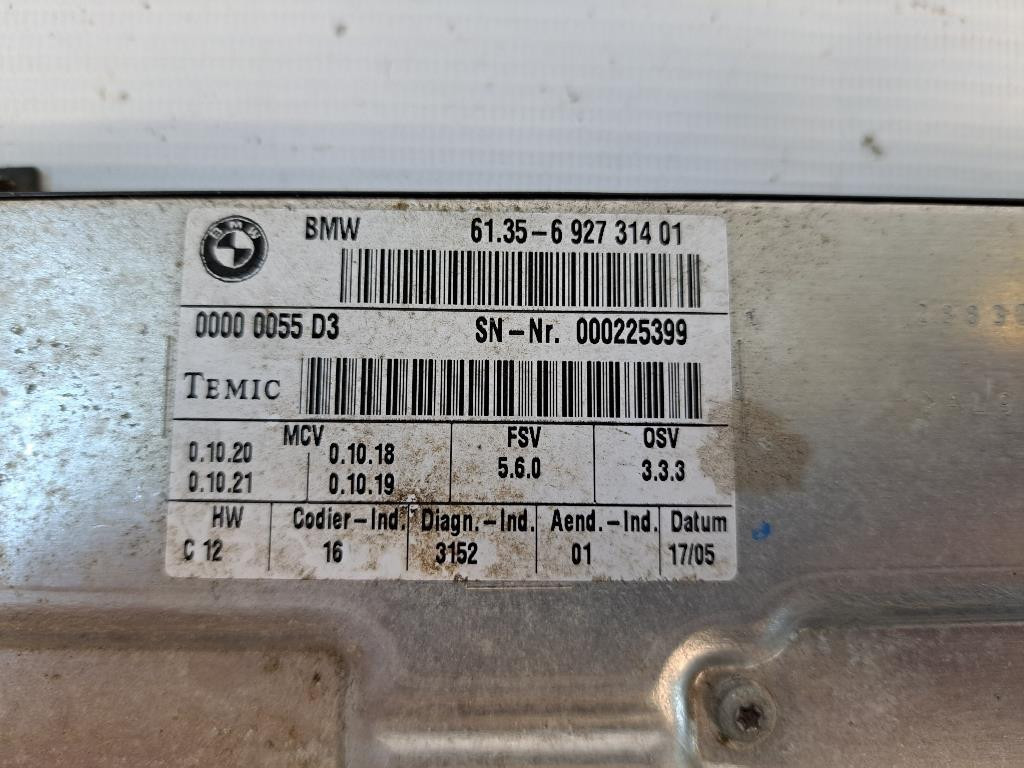 BMW
BMW 61.35-6 927 314 01
0000 0055 D3 SN-Nr. 000225399
TEMIC
MCV FSV OSV
0.10.20 0.10.18 5.6.0 3.3.3
0.10.21 0.10.19
HW Codier-Ind. Diagn.-Ind. Aend.-Ind. Datum
C 12 16 3152 01 17/05